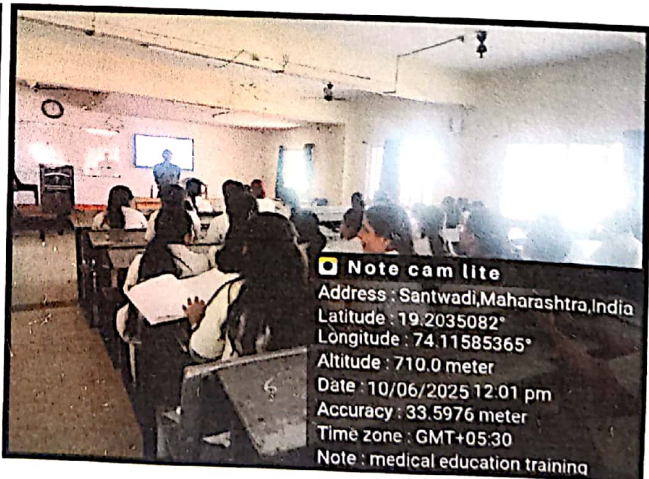 Note cam lite
Address : Santwadi,Maharashtra,India
Latitude : 19.2035082°
Longitude : 74.11585365°
Altitude : 710.0 meter
Date : 10/06/2025 12:01 pm
Accuracy : 33.5976 meter
Time zone : GMT+05:30
Note : medical education training